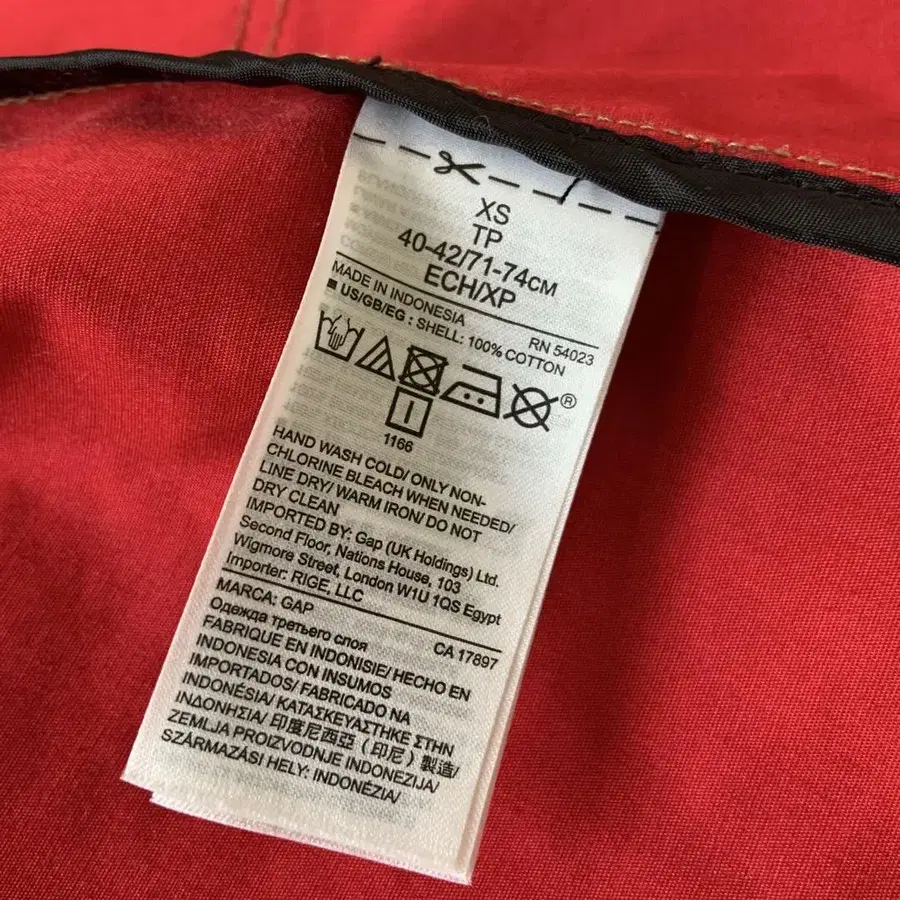 XS
TP
40-42/71-74CM
ECH/XP
MADE IN INDONESIA
RN 54023
US/GB/EG : SHELL: 100% COTTON
®
1166
HAND WASH COLD/ ONLY NON-
CHLORINE BLEACH WHEN NEEDED/
LINE DRY/ WARM IRON/ DO NOT
DRY CLEAN
IMPORTED BY: Gap (UK Holdings) Ltd.
Second Floor, Nations House, 103
Wigmore Street, London W1U 1QS Egypt
Importer: RIGE, LLC
MARCA: GAP
CA 17897
Одежда третьего слоя
FABRIQUE EN INDONISIE/ HECHO EN
INDONESIA CON INSUMOS
IMPORTADOS/ FABRICADO NA
INDONÉSIA/ ΚΑΤΑΣΚΕΥΑΣΤΗΚΕ ΣΤΗΝ
ΙΝΔΟΝΗΣΙΑ/ 印度尼西亞（印尼）製造/
ZEMLJA PROIZVODNJE INDONEZIJA/
SZÁRMAZÁSI HELY: INDONÉZIA/